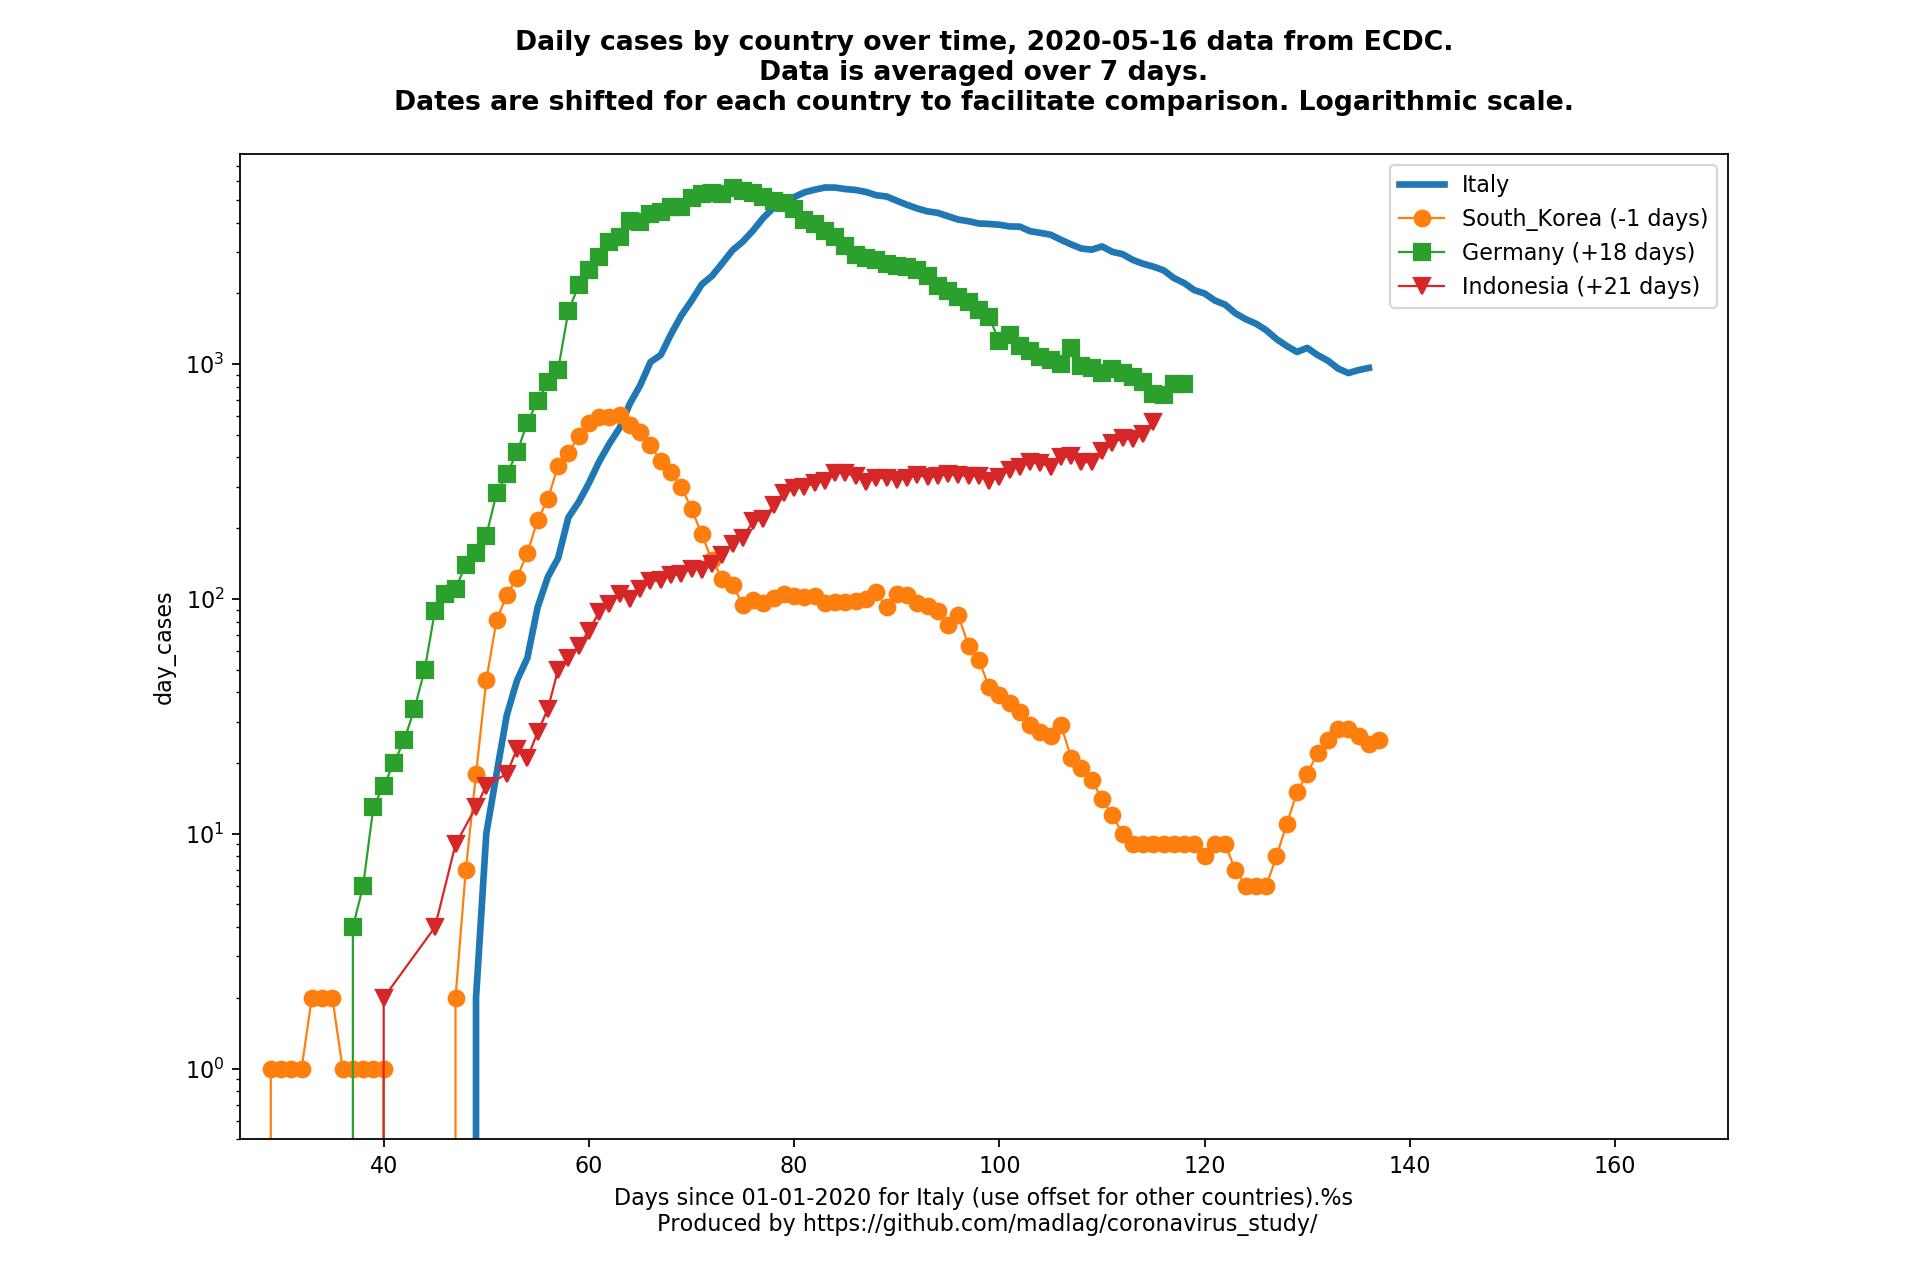 Daily cases by country over time, 2020-05-16 data from ECDC.
Data is averaged over 7 days.
Dates are shifted for each country to facilitate comparison. Logarithmic scale.
Italy
South_Korea (-1 days)
Germany (+18 days)
Indonesia (+21 days)
day_cases
10³
10²
10¹
10⁰
40 60 80 100 120 140 160
Days since 01-01-2020 for Italy (use offset for other countries).%s
Produced by https://github.com/madlag/coronavirus_study/